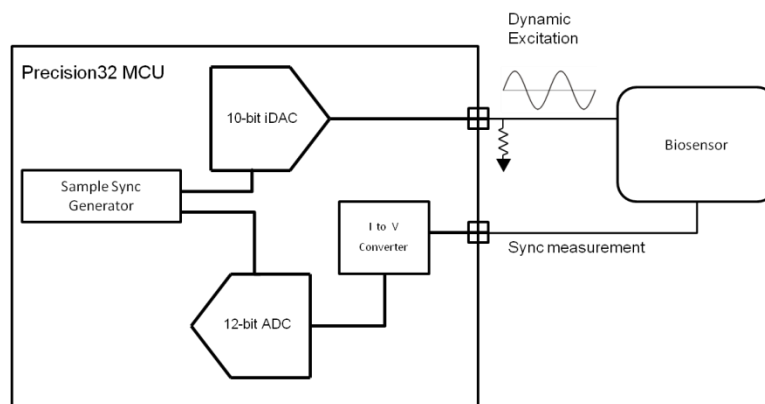 Dynamic
Excitation
Precision32 MCU
10-bit iDAC
Biosensor
Sample Sync
Generator
I to V
Converter
Sync measurement
12-bit ADC